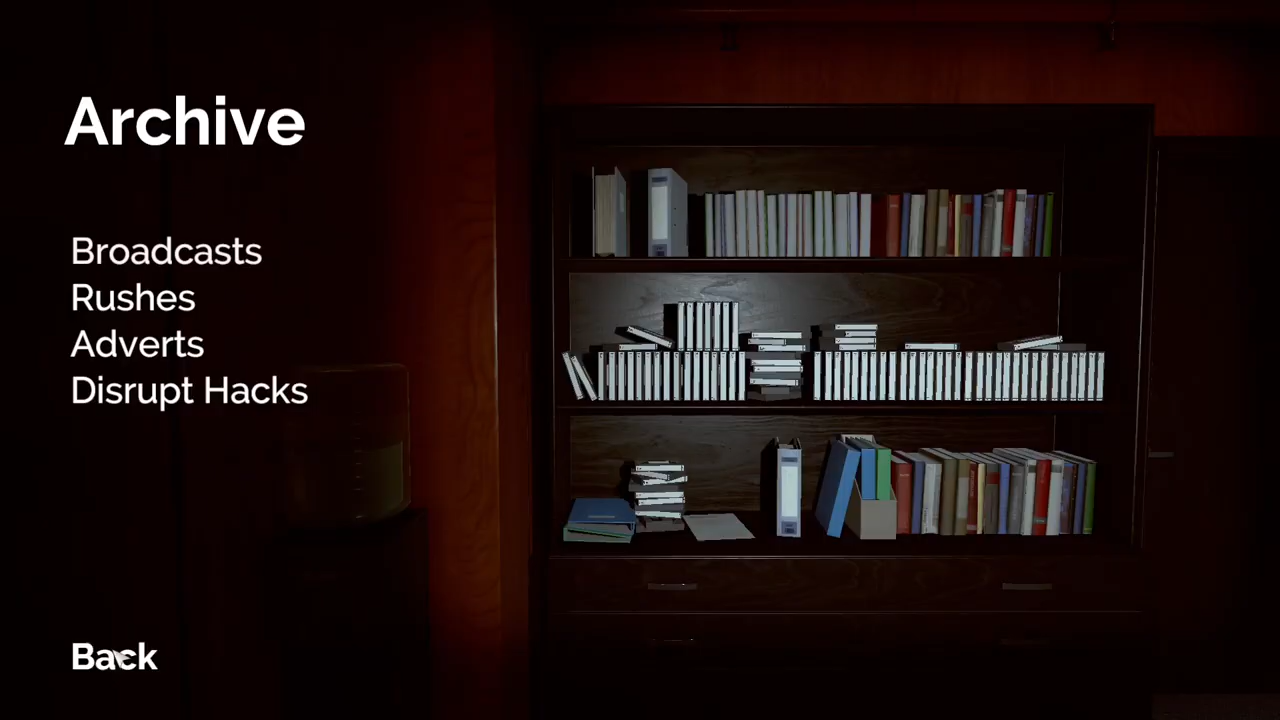 Archive
Broadcasts
Rushes
Adverts
Disrupt Hacks
Back